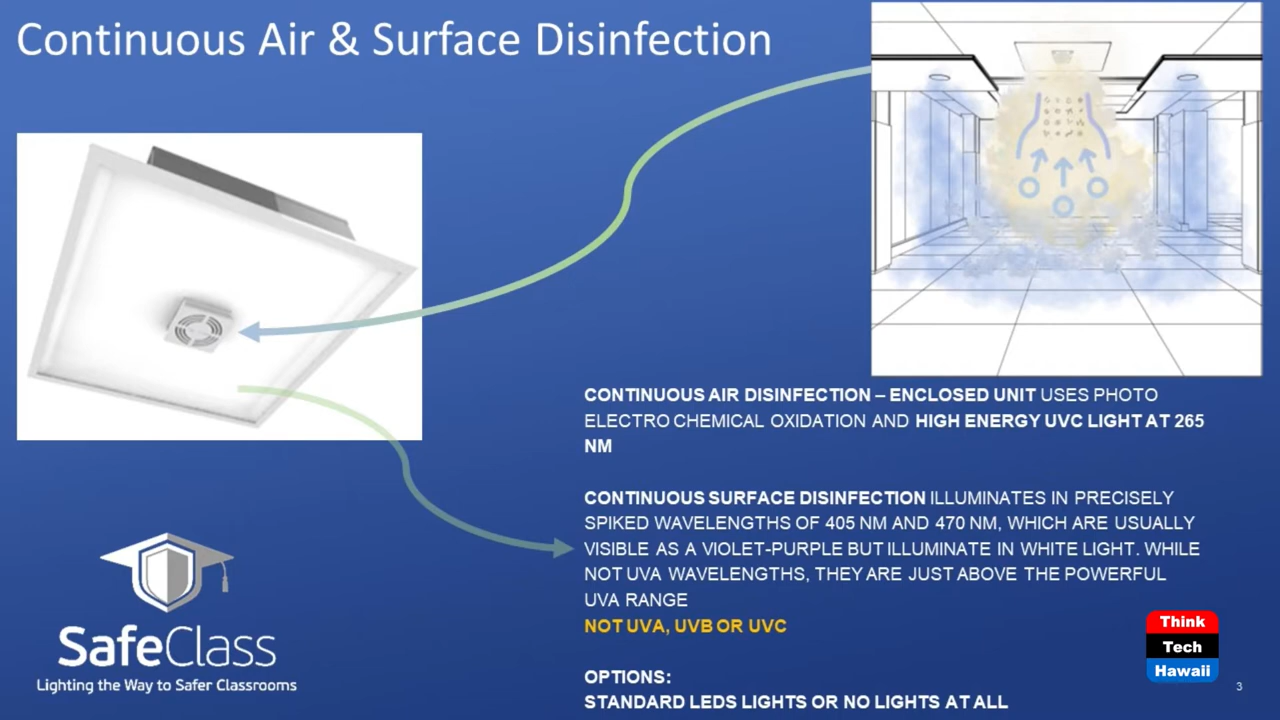 Continuous Air & Surface Disinfection
CONTINUOUS AIR DISINFECTION – ENCLOSED UNIT USES PHOTO
ELECTRO CHEMICAL OXIDATION AND HIGH ENERGY UVC LIGHT AT 265
NM
CONTINUOUS SURFACE DISINFECTION ILLUMINATES IN PRECISELY
SPIKED WAVELENGTHS OF 405 NM AND 470 NM, WHICH ARE USUALLY
VISIBLE AS A VIOLET-PURPLE BUT ILLUMINATE IN WHITE LIGHT. WHILE
NOT UVA WAVELENGTHS, THEY ARE JUST ABOVE THE POWERFUL
UVA RANGE
NOT UVA, UVB OR UVC
OPTIONS:
STANDARD LEDS LIGHTS OR NO LIGHTS AT ALL
SafeClass
Lighting the Way to Safer Classrooms
Think
Tech
Hawaii
3